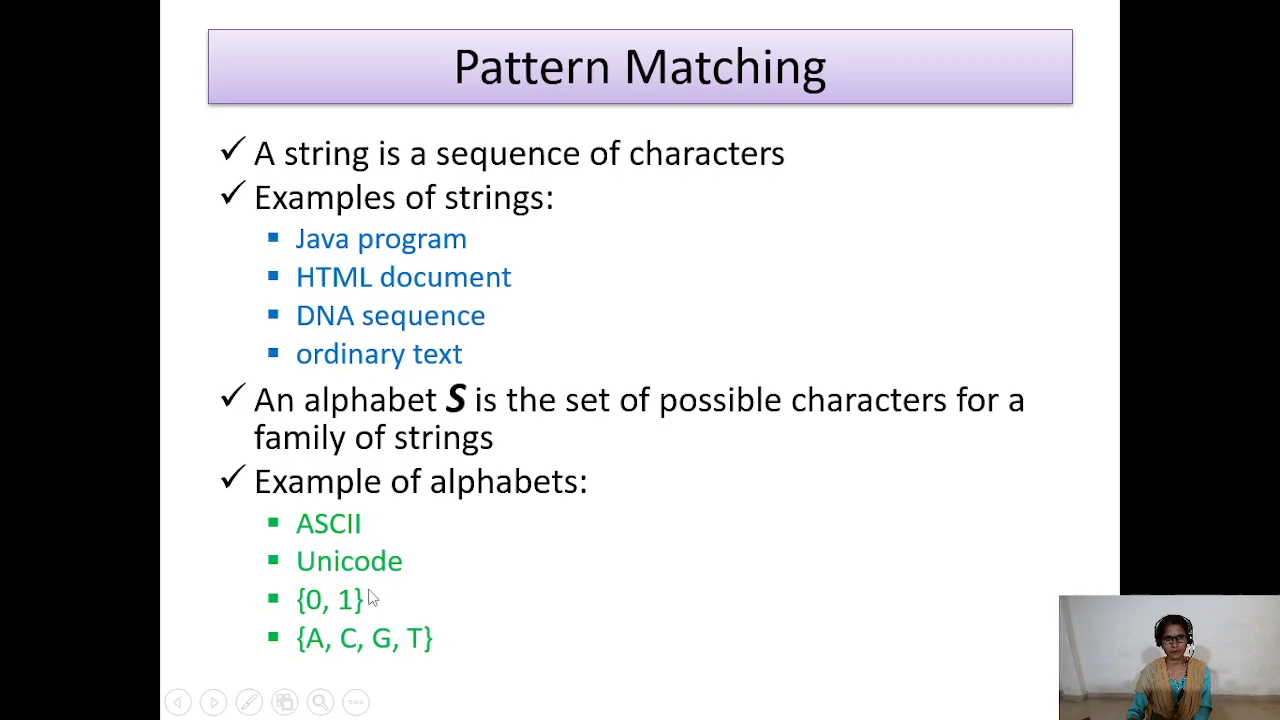 Pattern Matching
✓ A string is a sequence of characters
✓ Examples of strings:
▪ Java program
▪ HTML document
▪ DNA sequence
▪ ordinary text
✓ An alphabet S is the set of possible characters for a
family of strings
✓ Example of alphabets:
▪ ASCII
▪ Unicode
▪ {0, 1}
▪ {A, C, G, T}